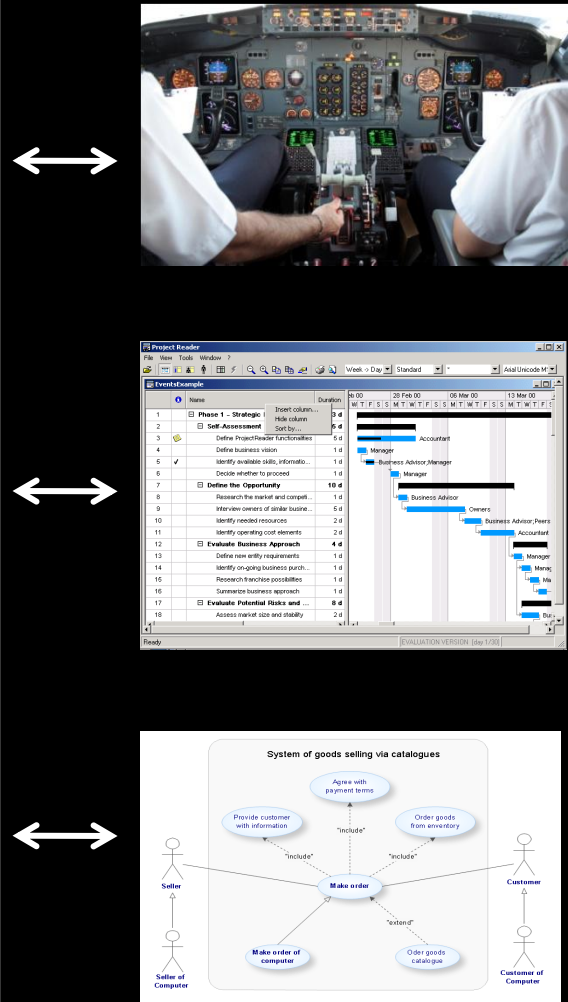 Project Reader
File View Tools Window ?
Week -> Day Standard * Arial Unicode M
EventsExample
Name Duration
Insert column...
Hide column
Sort by...
28 Feb 00 06 Mar 00 13 Mar 00
W T F S S M T W T F S S M T W T F S S M T W T F S
1 Phase 1 - Strategic
2 Self-Assessment
3 Define ProjectReader functionalities 5 d Accountant
4 Define business vision 1 d Manager
5 Identify available skills, informatio... 1 d Business Advisor;Manager
6 Decide whether to proceed 1 d Manager
7 Define the Opportunity 10 d
8 Research the market and competi... 1 d Business Advisor
9 Interview owners of similar busine... 5 d Owners
10 Identify needed resources 2 d Business Advisor;Peers
11 Identify operating cost elements 2 d Accountant
12 Evaluate Business Approach 4 d
13 Define new entity requirements 1 d Manager
14 Identify on-going business purch... 1 d Manag
15 Research franchise possibilities 1 d Ma
16 Summarize business approach 1 d
17 Evaluate Potential Risks and ... 8 d
18 Assess market size and stability 2 d Bu
Ready EVALUATION VERSION (day 1/30)
System of goods selling via catalogues
Agree with
payment terms
Provide customer
with information
Order goods
from enventory
"include"
"include" "include"
Seller
Make order
Customer
"extend"
Make order of
computer
Oder goods
catalogue
Seller of
Computer
Customer of
Computer